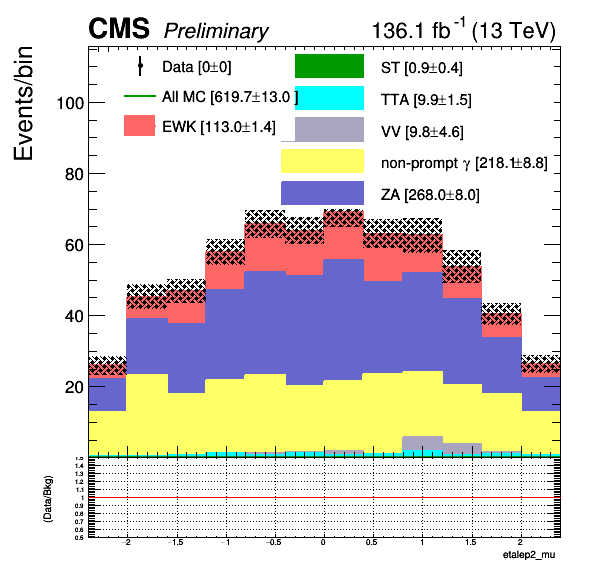 CMS Preliminary 136.1 fb⁻¹ (13 TeV)
Events/bin
Data [0±0]
All MC [619.7±13.0 ]
EWK [113.0±1.4]
ST [0.9±0.4]
TTA [9.9±1.5]
VV [9.8±4.6]
non-prompt γ [218.1±8.8]
ZA [268.0±8.0]
100
80
60
40
20
(Data/Bkg)
1.5
1.4
1.3
1.2
1.1
1
0.9
0.8
0.7
0.6
0.5
−2 −1.5 −1 −0.5 0 0.5 1 1.5 2
etalep2_mu